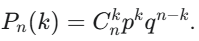 $P_n(k) = C_n^k p^k q^{n-k}.$